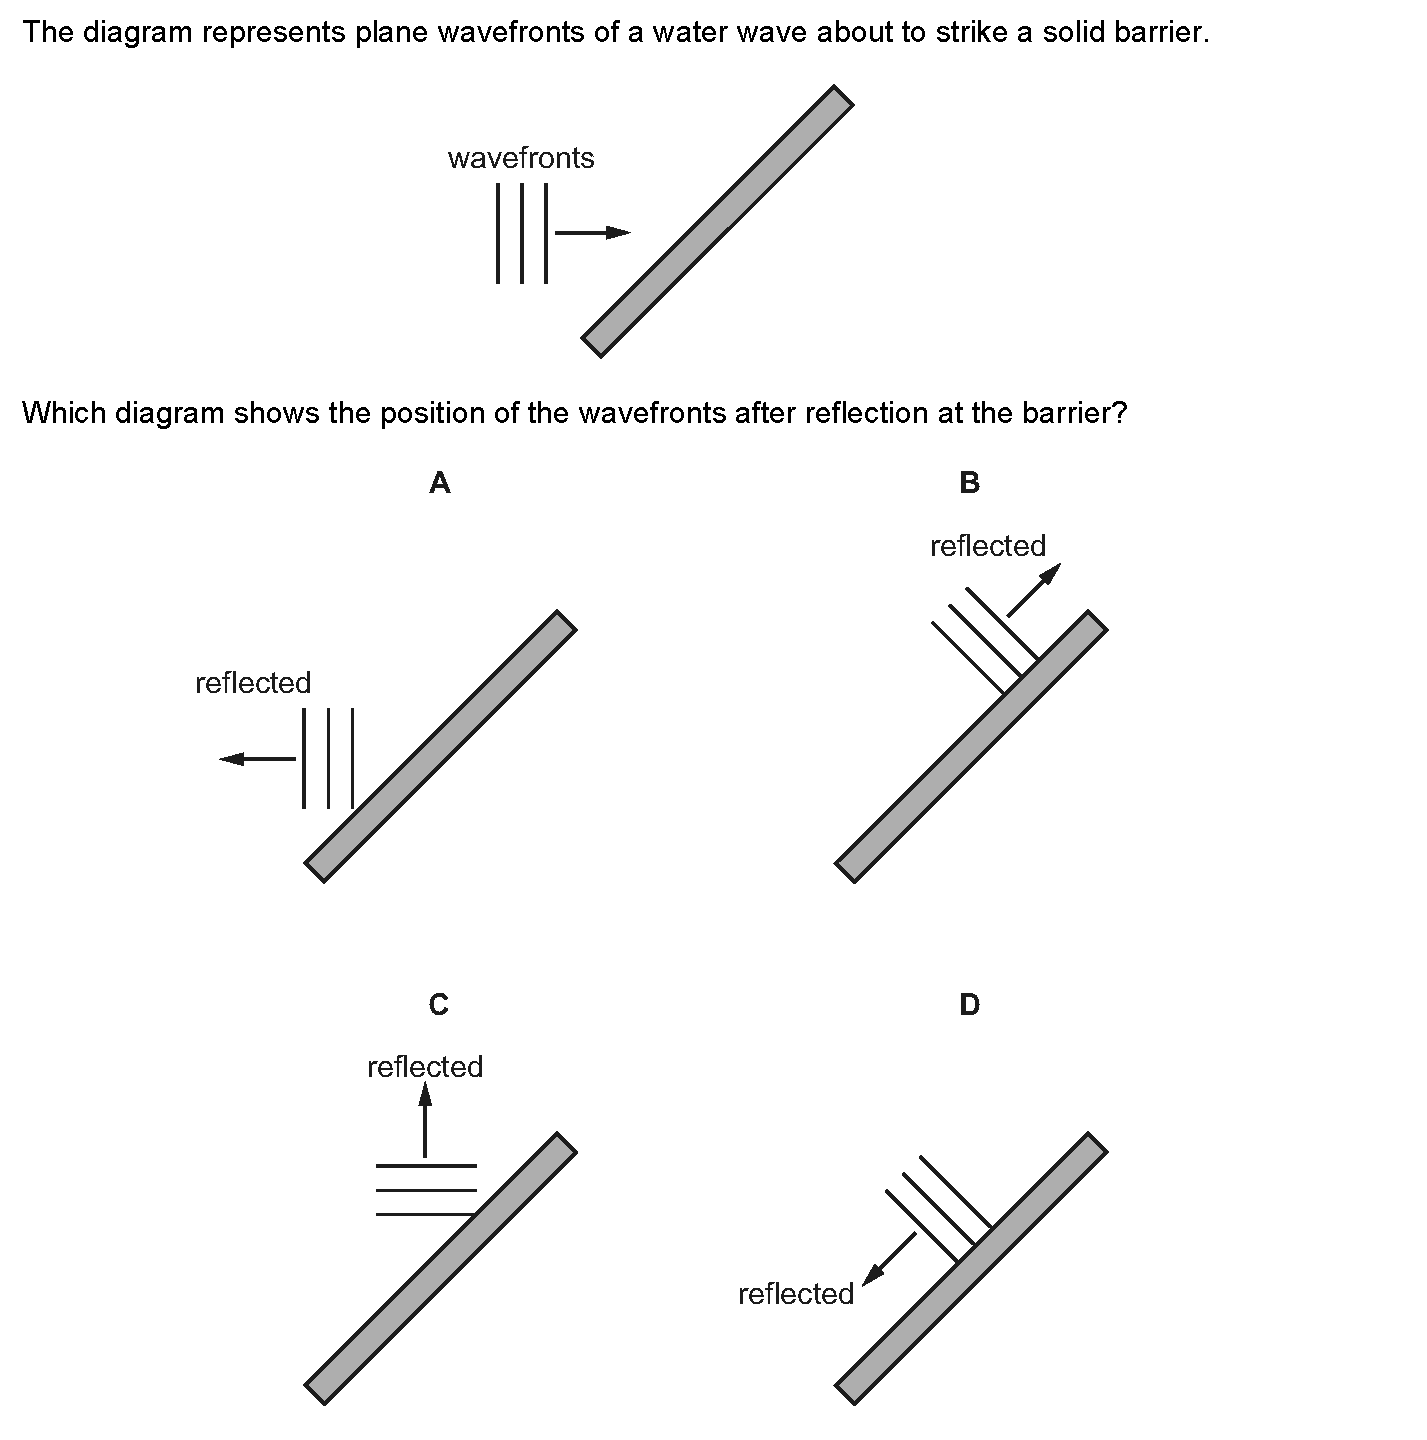 The diagram represents plane wavefronts of a water wave about to strike a solid barrier.
wavefronts
Which diagram shows the position of the wavefronts after reflection at the barrier?
A
B
reflected
reflected
C
D
reflected
reflected